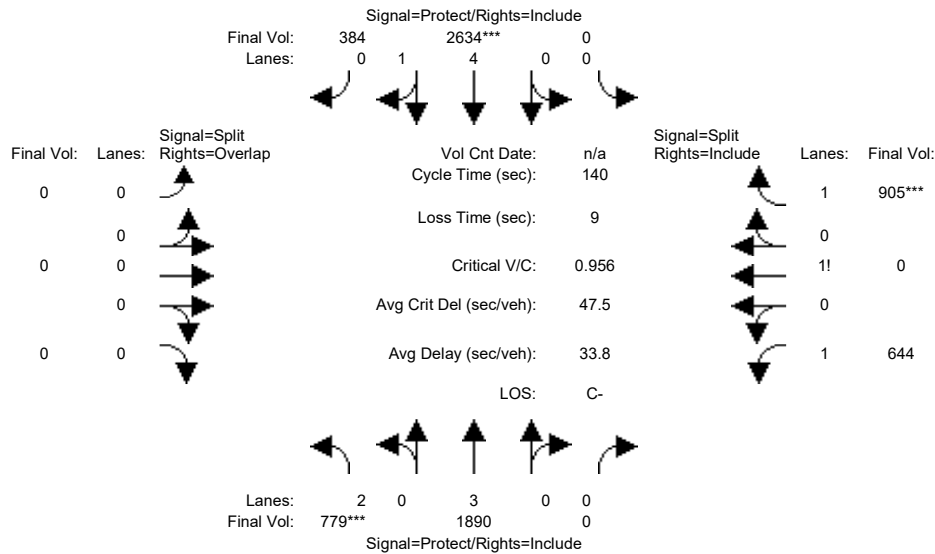 Signal=Protect/Rights=Include
Final Vol: 384 2634*** 0
Lanes: 0 1 4 0 0
Signal=Split Signal=Split
Final Vol: Lanes: Rights=Overlap Vol Cnt Date: n/a Rights=Include Lanes: Final Vol:
Cycle Time (sec): 140
0 0 1 905***
Loss Time (sec): 9
0 0
0 0 Critical V/C: 0.956 1! 0
0 Avg Crit Del (sec/veh): 47.5 0
0 0 Avg Delay (sec/veh): 33.8 1 644
LOS: C-
Lanes: 2 0 3 0 0
Final Vol: 779*** 1890 0
Signal=Protect/Rights=Include